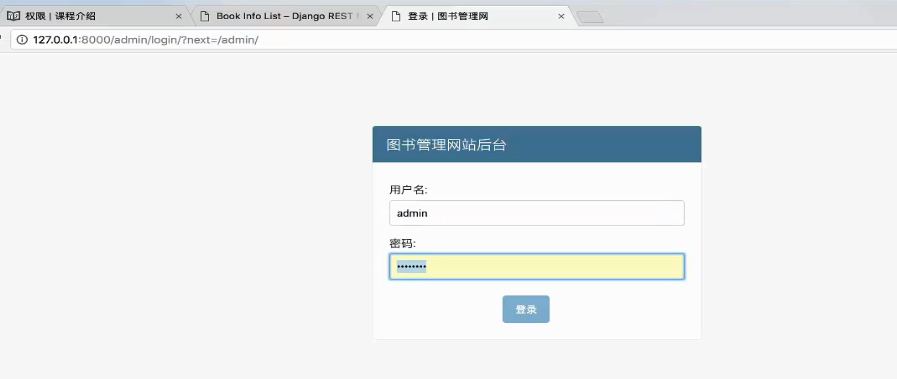 权限 | 课程介绍
Book Info List – Django REST
登录 | 图书管理网
127.0.0.1:8000/admin/login/?next=/admin/
图书管理网站后台
用户名:
admin
密码:
••••••••
登录